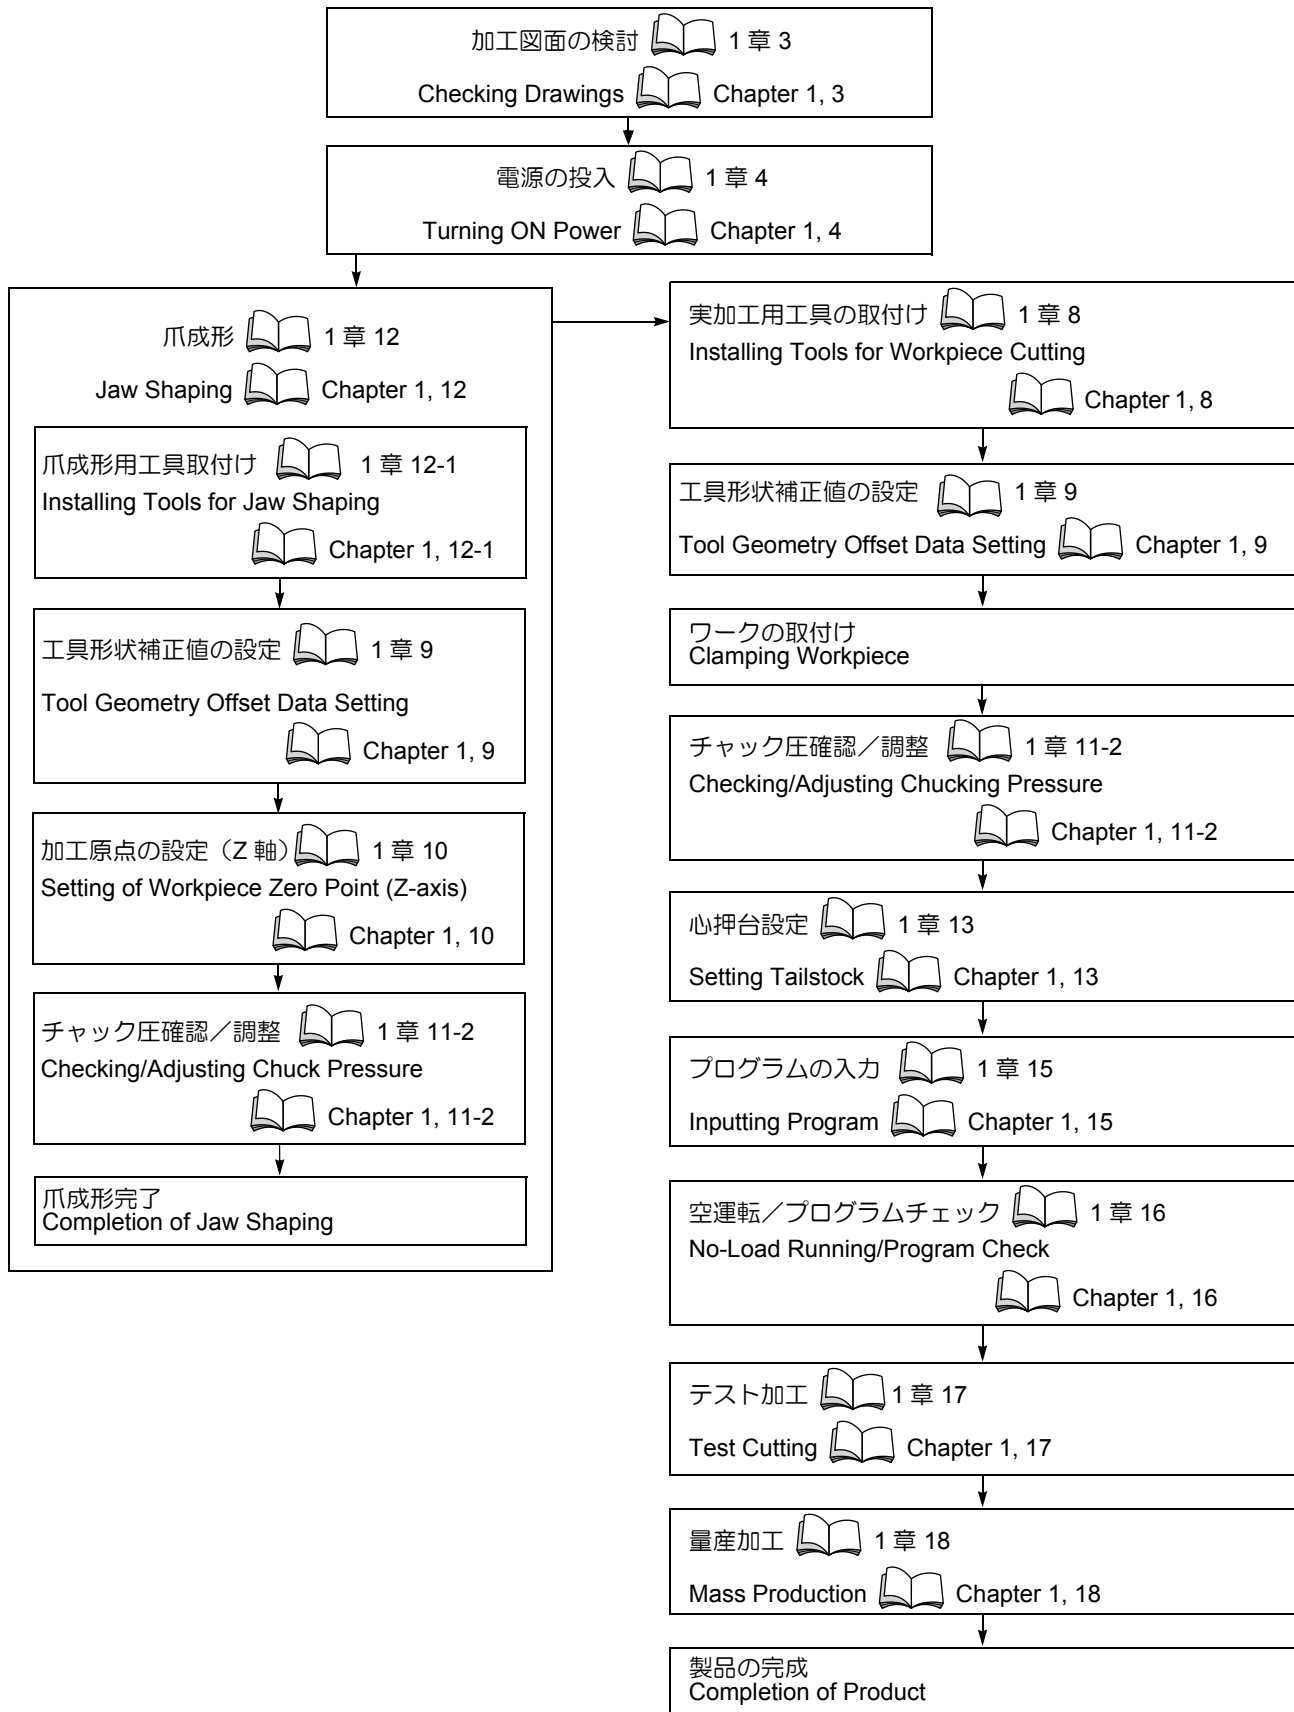 加工図面の検討 1 章 3
Checking Drawings Chapter 1, 3
電源の投入 1 章 4
Turning ON Power Chapter 1, 4
爪成形 1 章 12
Jaw Shaping Chapter 1, 12
爪成形用工具取付け 1 章 12-1
Installing Tools for Jaw Shaping
Chapter 1, 12-1
工具形状補正値の設定 1 章 9
Tool Geometry Offset Data Setting
Chapter 1, 9
加工原点の設定（Z 軸） 1 章 10
Setting of Workpiece Zero Point (Z-axis)
Chapter 1, 10
チャック圧確認／調整 1 章 11-2
Checking/Adjusting Chuck Pressure
Chapter 1, 11-2
爪成形完了
Completion of Jaw Shaping
実加工用工具の取付け 1 章 8
Installing Tools for Workpiece Cutting
Chapter 1, 8
工具形状補正値の設定 1 章 9
Tool Geometry Offset Data Setting Chapter 1, 9
ワークの取付け
Clamping Workpiece
チャック圧確認／調整 1 章 11-2
Checking/Adjusting Chucking Pressure
Chapter 1, 11-2
心押台設定 1 章 13
Setting Tailstock Chapter 1, 13
プログラムの入力 1 章 15
Inputting Program Chapter 1, 15
空運転／プログラムチェック 1 章 16
No-Load Running/Program Check
Chapter 1, 16
テスト加工 1 章 17
Test Cutting Chapter 1, 17
量産加工 1 章 18
Mass Production Chapter 1, 18
製品の完成
Completion of Product